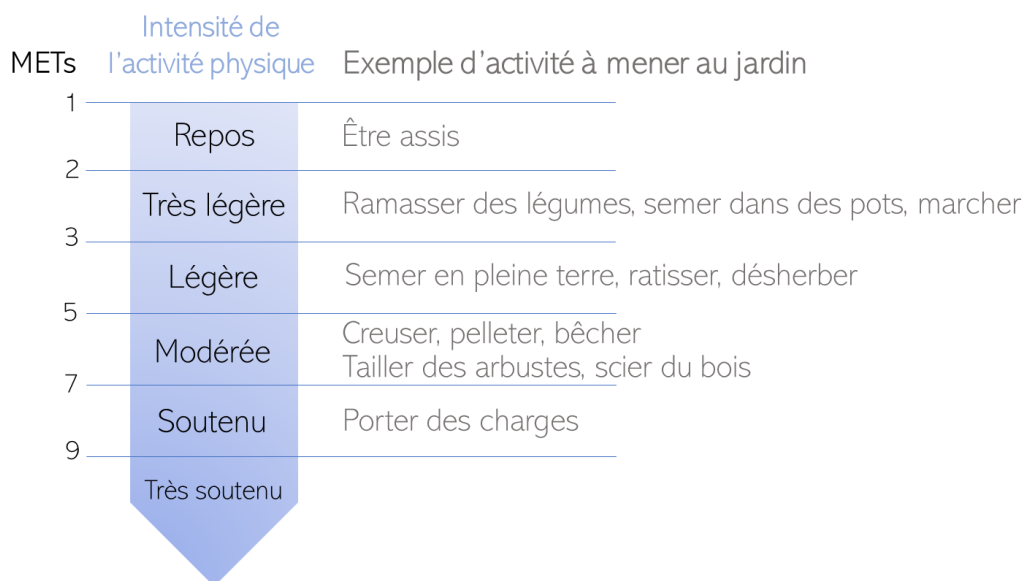 Intensité de
METs l'activité physique Exemple d'activité à mener au jardin
1
Repos Être assis
2
Très légère Ramasser des légumes, semer dans des pots, marcher
3
Légère Semer en pleine terre, ratisser, désherber
5
Modérée Creuser, pelleter, bêcher
Tailler des arbustes, scier du bois
7
Soutenu Porter des charges
9
Très soutenu